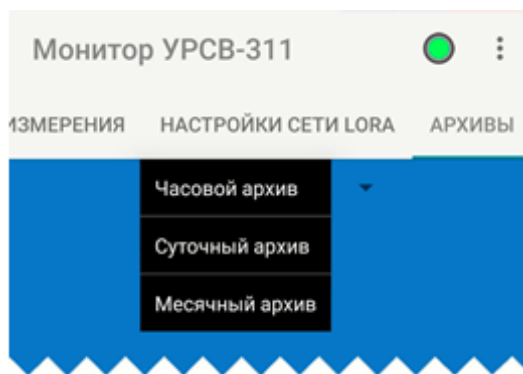 Монитор УРСВ-311
ИЗМЕРЕНИЯ НАСТРОЙКИ СЕТИ LORA АРХИВЫ
Часовой архив
Суточный архив
Месячный архив